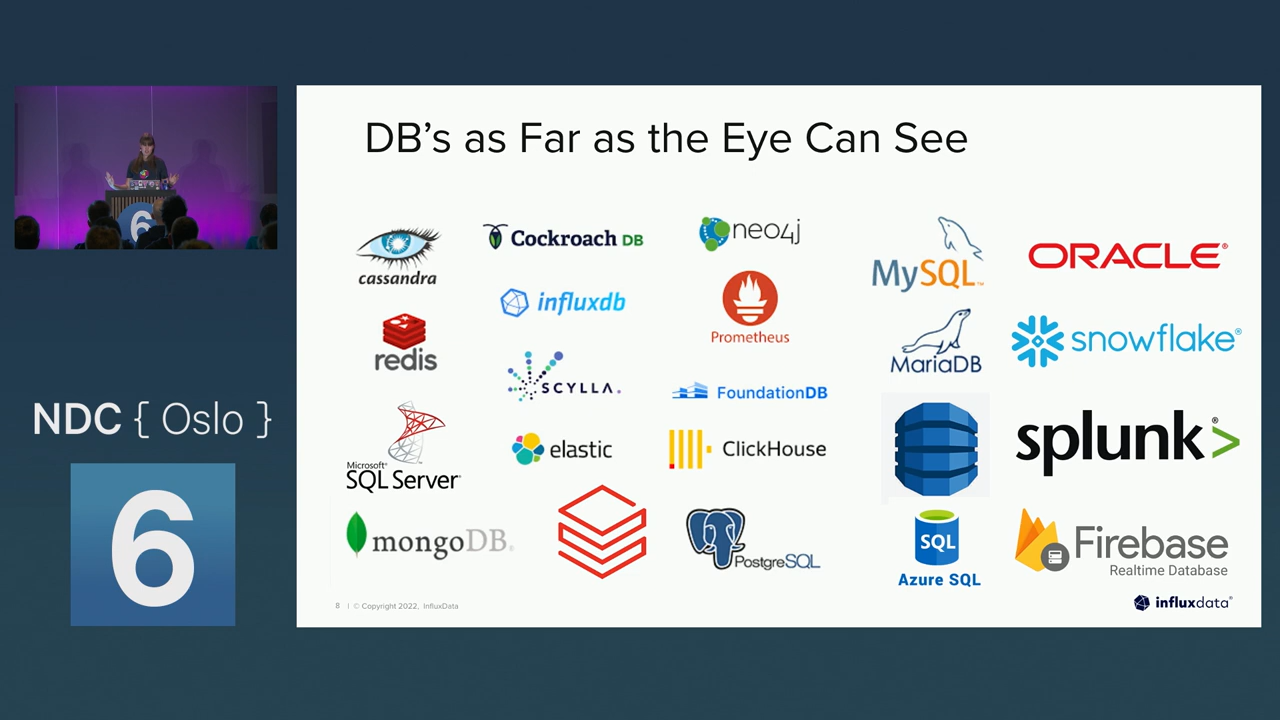 DB's as Far as the Eye Can See
cassandra
Cockroach DB
neo4j
MySQL™
ORACLE®
influxdb
Prometheus
redis
MariaDB
snowflake®
SCYLLA.
FoundationDB
Microsoft®
SQL Server®
elastic
ClickHouse
splunk®>
mongoDB®
PostgreSQL
SQL
Azure SQL
Firebase
Realtime Database
8 | © Copyright 2022, InfluxData
influxdata®
6
NDC { Oslo }
6